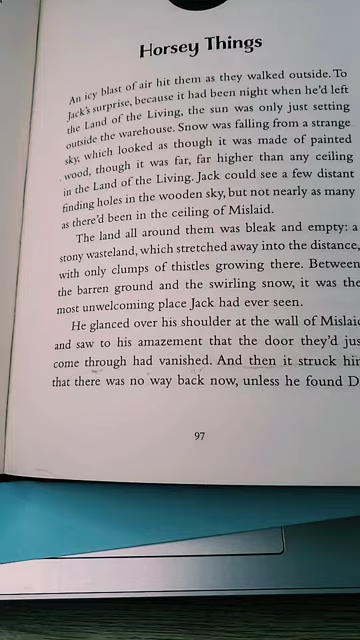 Horsey Things
An icy blast of air hit them as they walked outside. To
Jack's surprise, because it had been night when he'd left
the Land of the Living, the sun was only just setting
outside the warehouse. Snow was falling from a strange
sky, which looked as though it was made of painted
wood, though it was far, far higher than any ceiling
in the Land of the Living. Jack could see a few distant
finding holes in the wooden sky, but not nearly as many
as there'd been in the ceiling of Mislaid.
The land all around them was bleak and empty: a
stony wasteland, which stretched away into the distance,
with only clumps of thistles growing there. Between
the barren ground and the swirling snow, it was the
most unwelcoming place Jack had ever seen.
He glanced over his shoulder at the wall of Mislaid
and saw to his amazement that the door they'd jus
come through had vanished. And then it struck hin
that there was no way back now, unless he found D
97